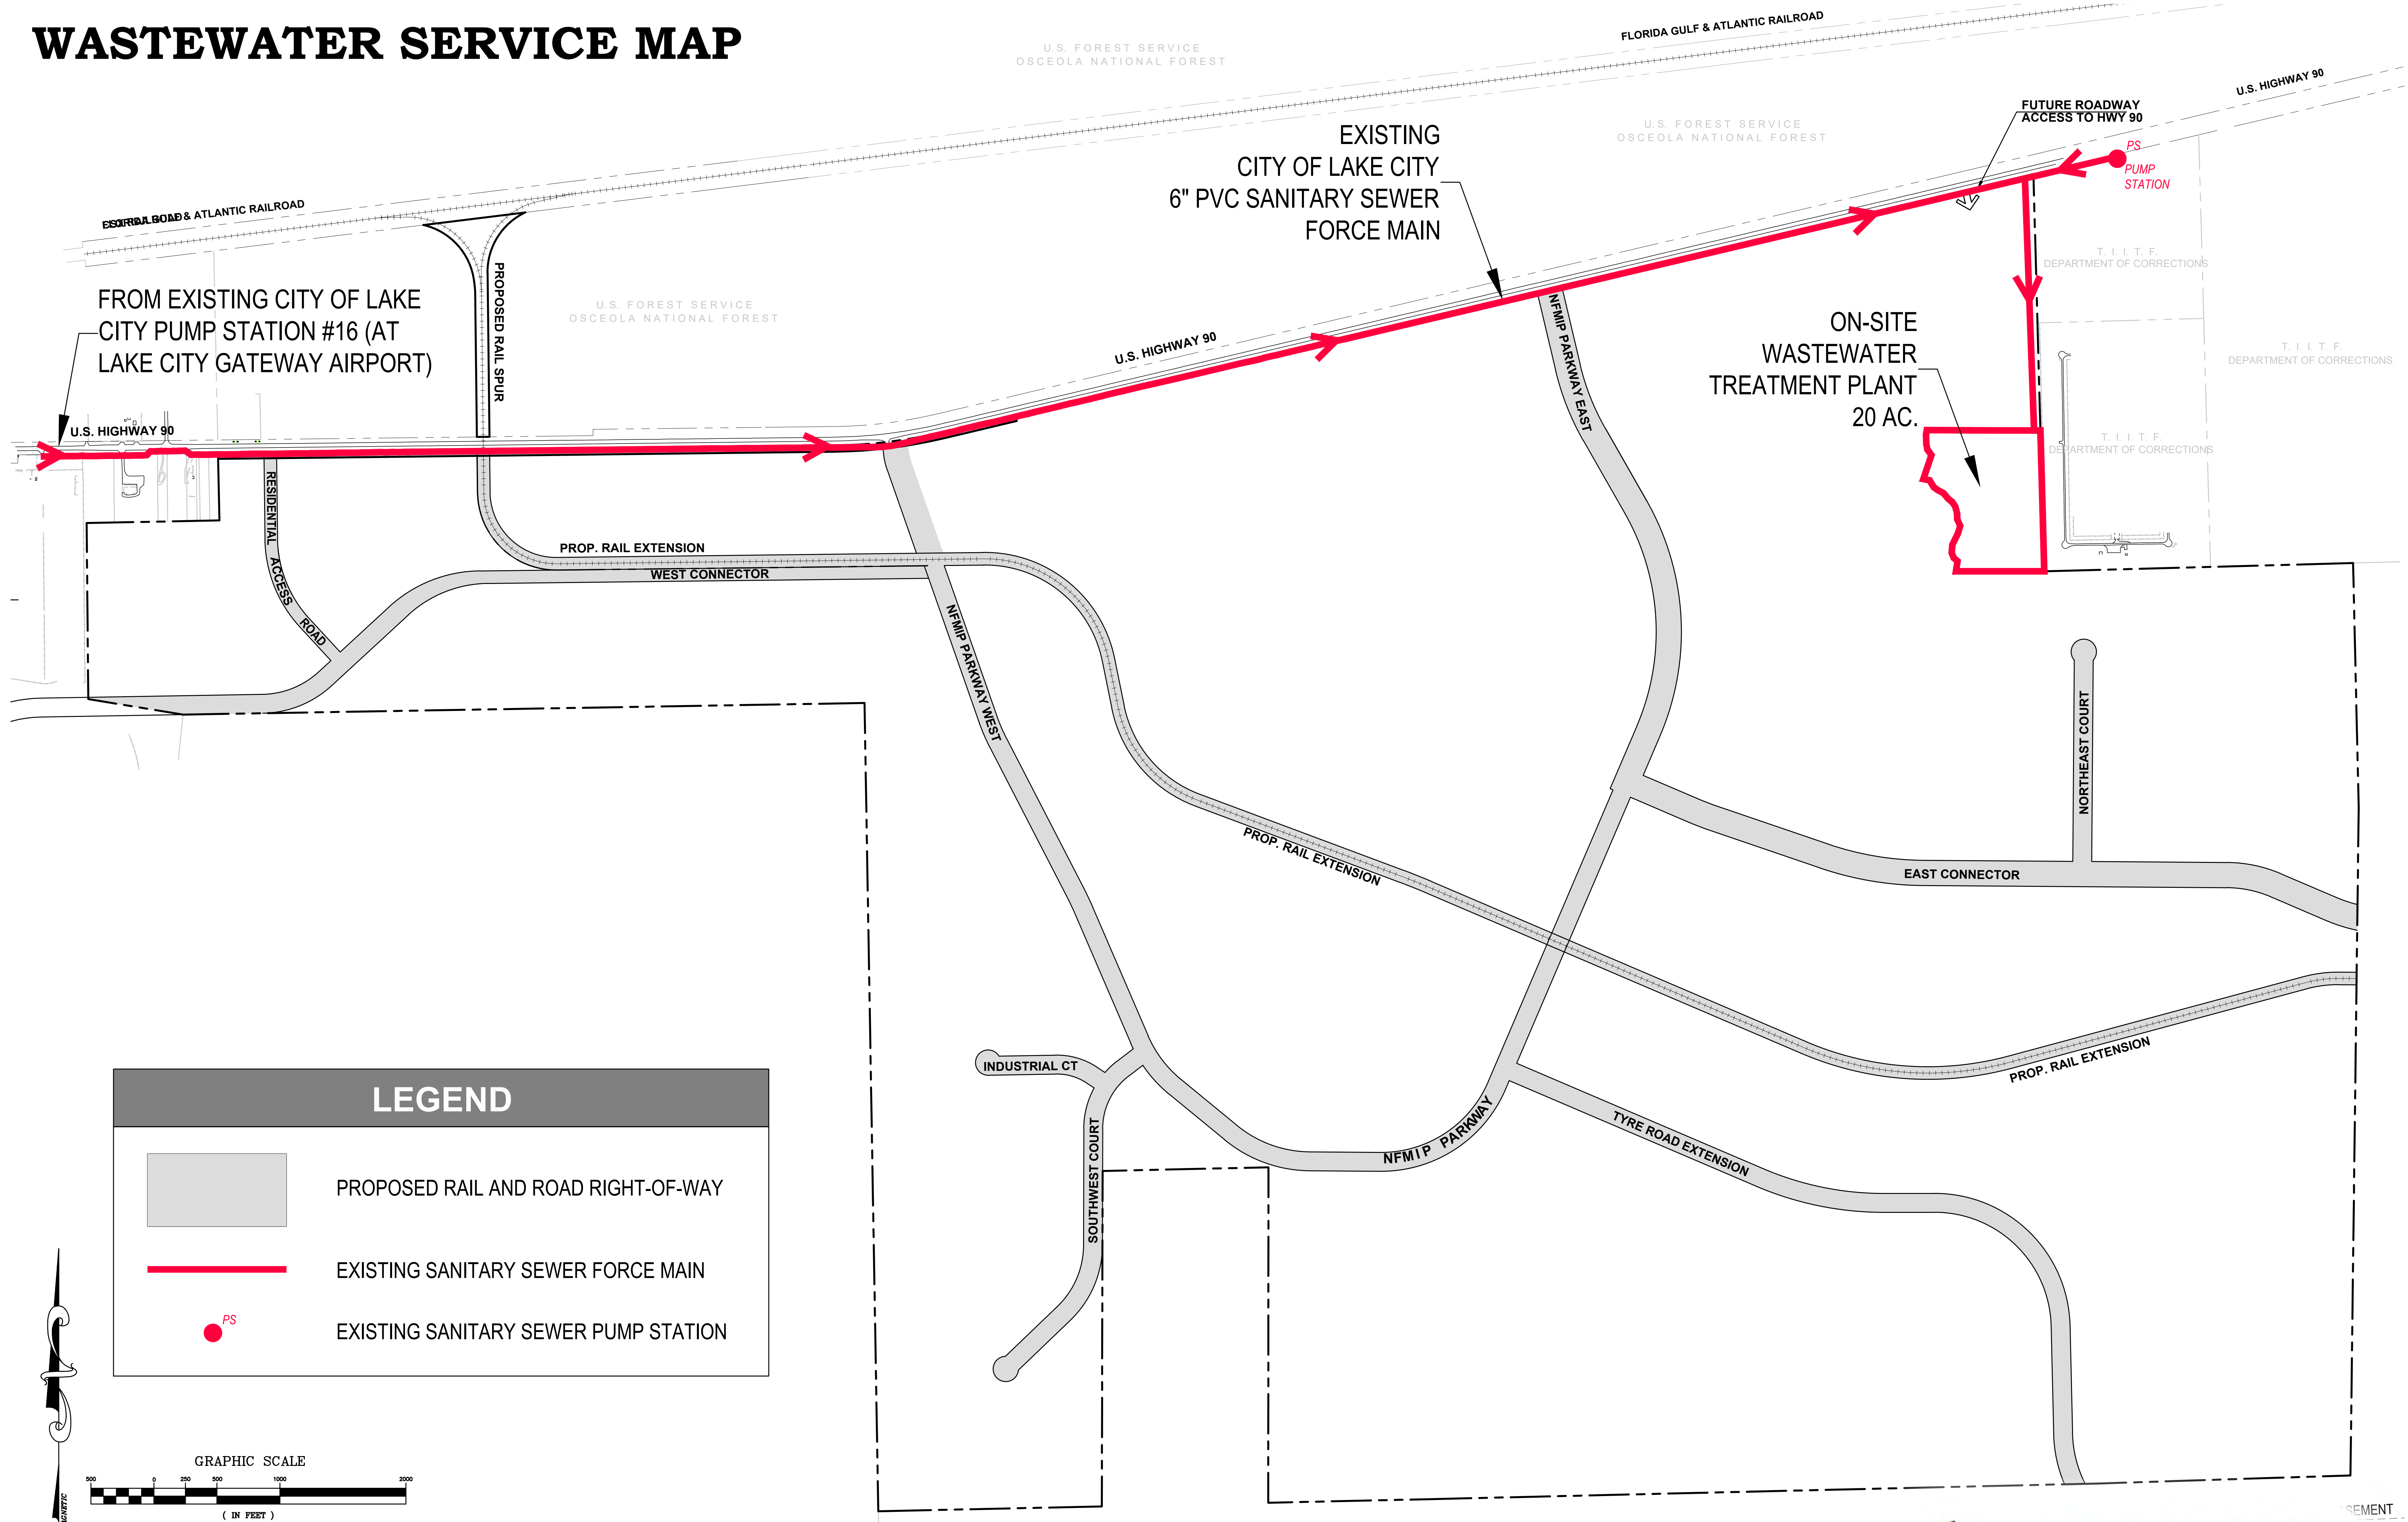 WASTEWATER SERVICE MAP
U.S. FOREST SERVICE
OSCEOLA NATIONAL FOREST
FLORIDA GULF & ATLANTIC RAILROAD
U.S. HIGHWAY 90
FUTURE ROADWAY
ACCESS TO HWY 90
U.S. FOREST SERVICE
OSCEOLA NATIONAL FOREST
EXISTING
CITY OF LAKE CITY
6" PVC SANITARY SEWER
FORCE MAIN
PS
PUMP
STATION
& ATLANTIC RAILROAD
PROPOSED RAIL SPUR
T. I. I. T. F.
DEPARTMENT OF CORRECTIONS
FROM EXISTING CITY OF LAKE
CITY PUMP STATION #16 (AT
LAKE CITY GATEWAY AIRPORT)
U.S. FOREST SERVICE
OSCEOLA NATIONAL FOREST
U.S. HIGHWAY 90
NFMIP PARKWAY EAST
ON-SITE
WASTEWATER
TREATMENT PLANT
20 AC.
T. I. I. T. F.
DEPARTMENT OF CORRECTIONS
U.S. HIGHWAY 90
T. I. I. T. F.
DEPARTMENT OF CORRECTIONS
RESIDENTIAL ACCESS ROAD
PROP. RAIL EXTENSION
WEST CONNECTOR
NFMIP PARKWAY WEST
NORTHEAST COURT
PROP. RAIL EXTENSION
EAST CONNECTOR
PROP. RAIL EXTENSION
INDUSTRIAL CT
SOUTHWEST COURT
NFMIP PARKWAY
TYRE ROAD EXTENSION
LEGEND
PROPOSED RAIL AND ROAD RIGHT-OF-WAY
EXISTING SANITARY SEWER FORCE MAIN
PS
EXISTING SANITARY SEWER PUMP STATION
GRAPHIC SCALE
500 0 250 500 1000 2000
( IN FEET )